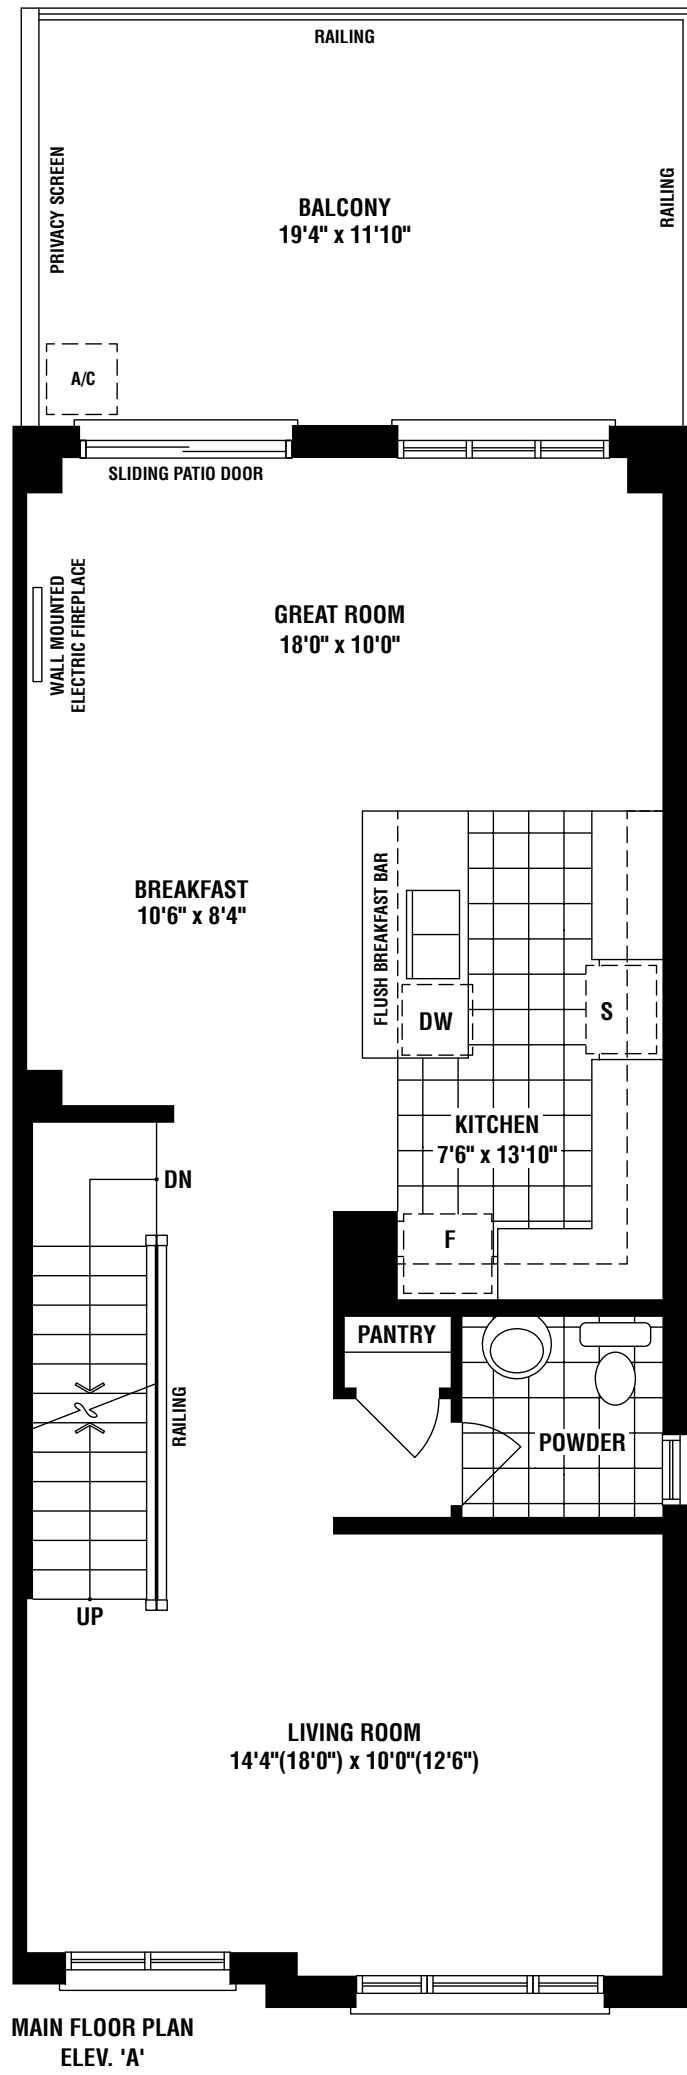 RAILING
PRIVACY SCREEN
RAILING
BALCONY
19'4" x 11'10"
A/C
SLIDING PATIO DOOR
WALL MOUNTED
ELECTRIC FIREPLACE
GREAT ROOM
18'0" x 10'0"
BREAKFAST
10'6" x 8'4"
FLUSH BREAKFAST BAR
DW
S
KITCHEN
7'6" x 13'10"
DN
F
PANTRY
RAILING
POWDER
UP
LIVING ROOM
14'4"(18'0") x 10'0"(12'6")
MAIN FLOOR PLAN
ELEV. 'A'